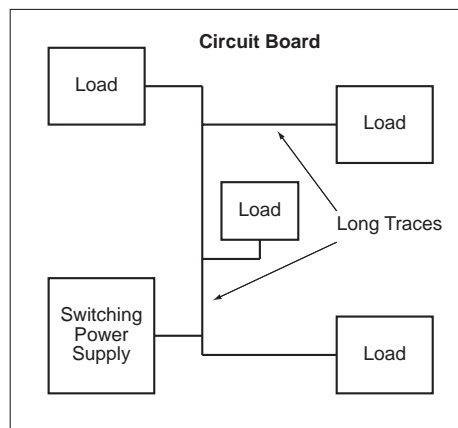 Circuit Board
Load
Load
Load
Long Traces
Switching
Power
Supply
Load